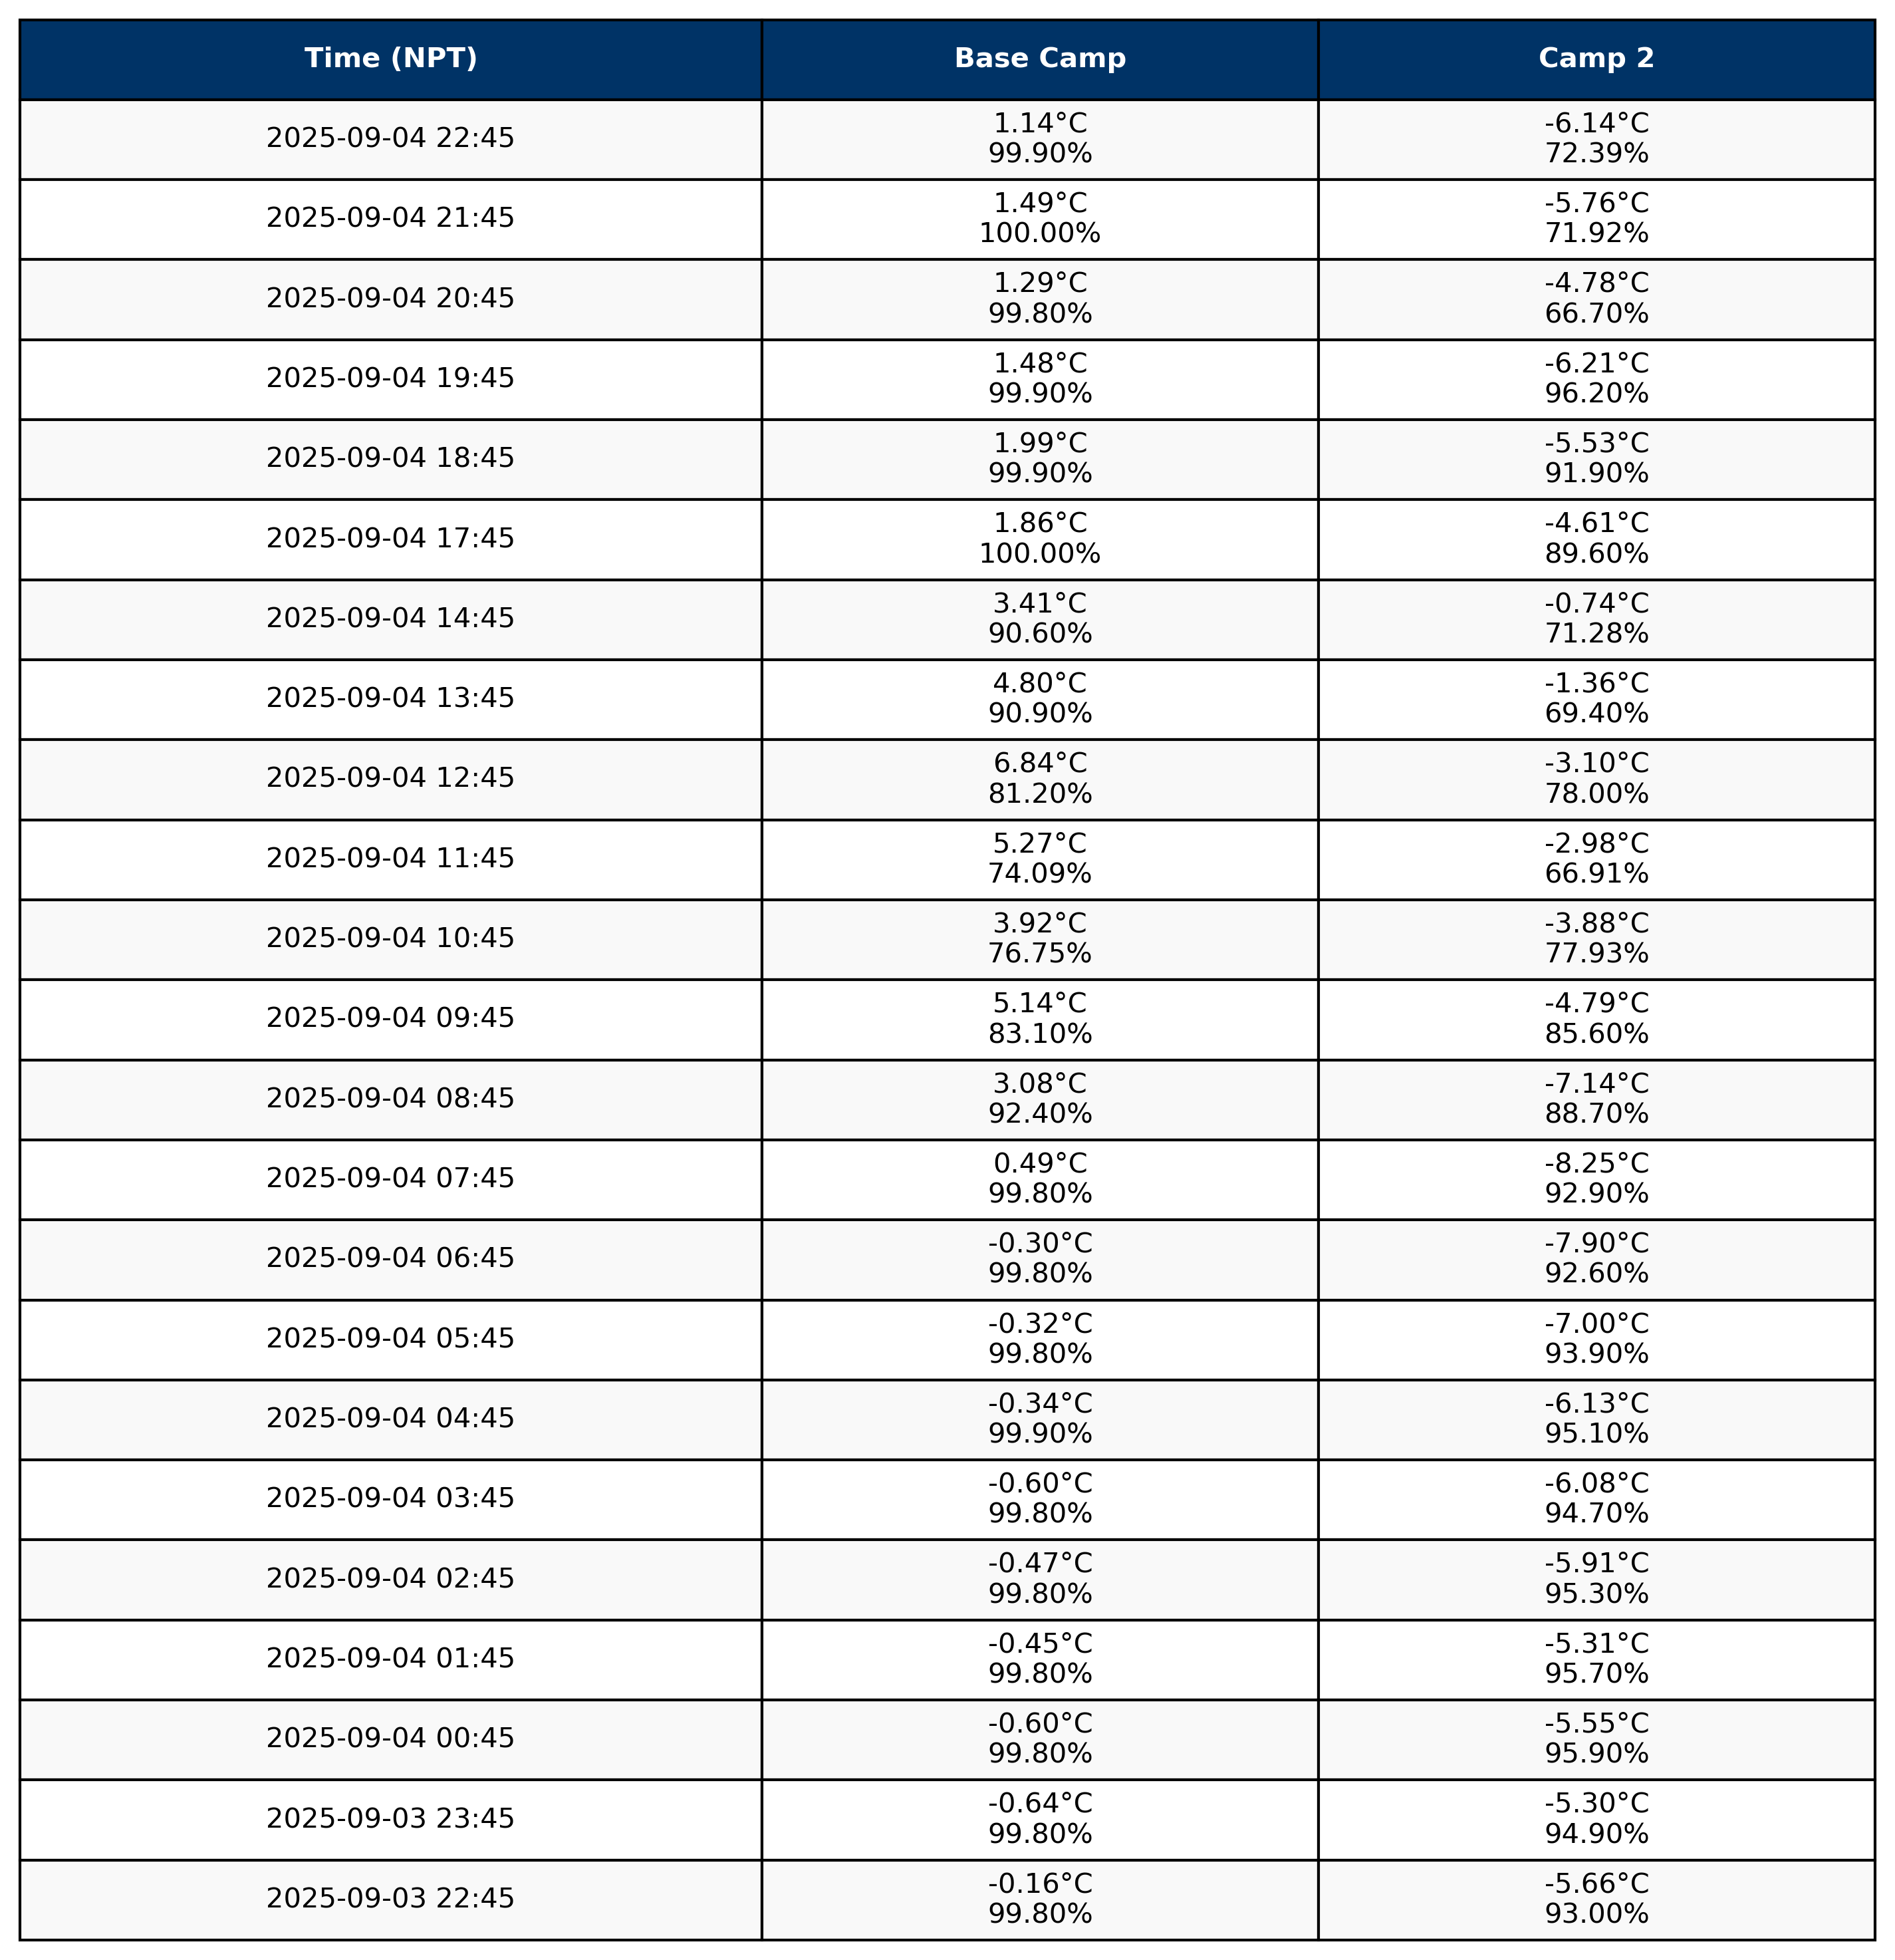 Time (NPT) Base Camp Camp 2
2025-09-04 22:45 1.14°C -6.14°C
99.90% 72.39%
2025-09-04 21:45 1.49°C -5.76°C
100.00% 71.92%
2025-09-04 20:45 1.29°C -4.78°C
99.80% 66.70%
2025-09-04 19:45 1.48°C -6.21°C
99.90% 96.20%
2025-09-04 18:45 1.99°C -5.53°C
99.90% 91.90%
2025-09-04 17:45 1.86°C -4.61°C
100.00% 89.60%
2025-09-04 14:45 3.41°C -0.74°C
90.60% 71.28%
2025-09-04 13:45 4.80°C -1.36°C
90.90% 69.40%
2025-09-04 12:45 6.84°C -3.10°C
81.20% 78.00%
2025-09-04 11:45 5.27°C -2.98°C
74.09% 66.91%
2025-09-04 10:45 3.92°C -3.88°C
76.75% 77.93%
2025-09-04 09:45 5.14°C -4.79°C
83.10% 85.60%
2025-09-04 08:45 3.08°C -7.14°C
92.40% 88.70%
2025-09-04 07:45 0.49°C -8.25°C
99.80% 92.90%
2025-09-04 06:45 -0.30°C -7.90°C
99.80% 92.60%
2025-09-04 05:45 -0.32°C -7.00°C
99.80% 93.90%
2025-09-04 04:45 -0.34°C -6.13°C
99.90% 95.10%
2025-09-04 03:45 -0.60°C -6.08°C
99.80% 94.70%
2025-09-04 02:45 -0.47°C -5.91°C
99.80% 95.30%
2025-09-04 01:45 -0.45°C -5.31°C
99.80% 95.70%
2025-09-04 00:45 -0.60°C -5.55°C
99.80% 95.90%
2025-09-03 23:45 -0.64°C -5.30°C
99.80% 94.90%
2025-09-03 22:45 -0.16°C -5.66°C
99.80% 93.00%